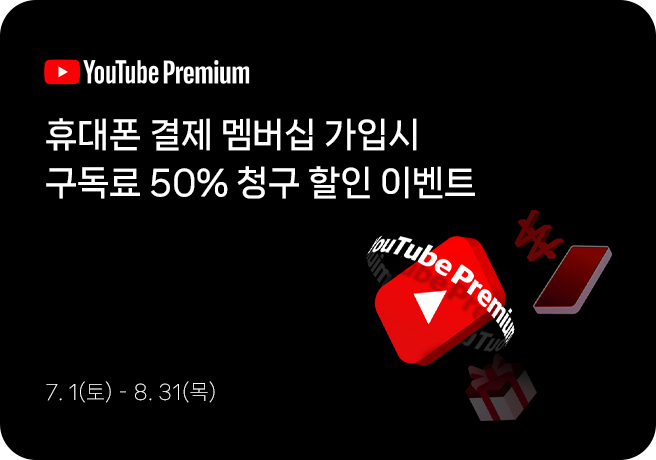 YouTube Premium
휴대폰 결제 멤버십 가입시
구독료 50% 청구 할인 이벤트
YouTube Premium
7. 1(토) - 8. 31(목)